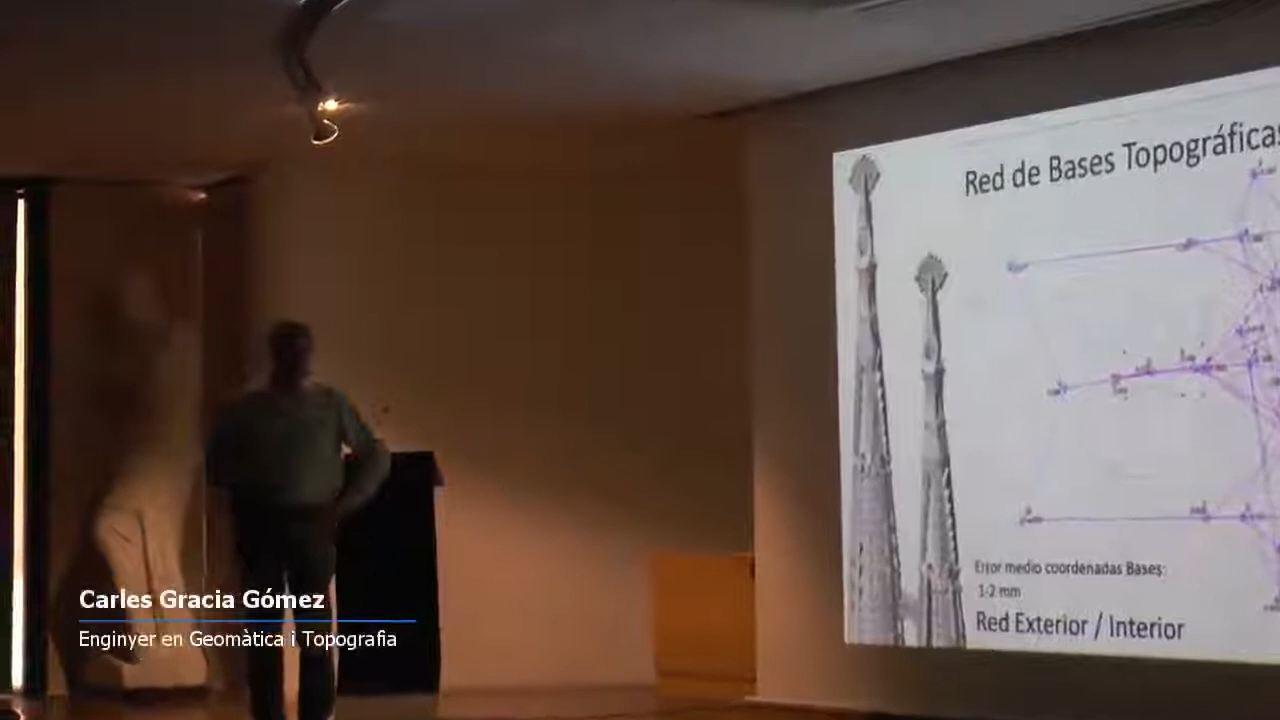 Red de Bases Topográficas
Error medio coordenadas Bases:
1-2 mm
Red Exterior / Interior
Carles Gracia Gómez
Enginyer en Geomàtica i Topografia